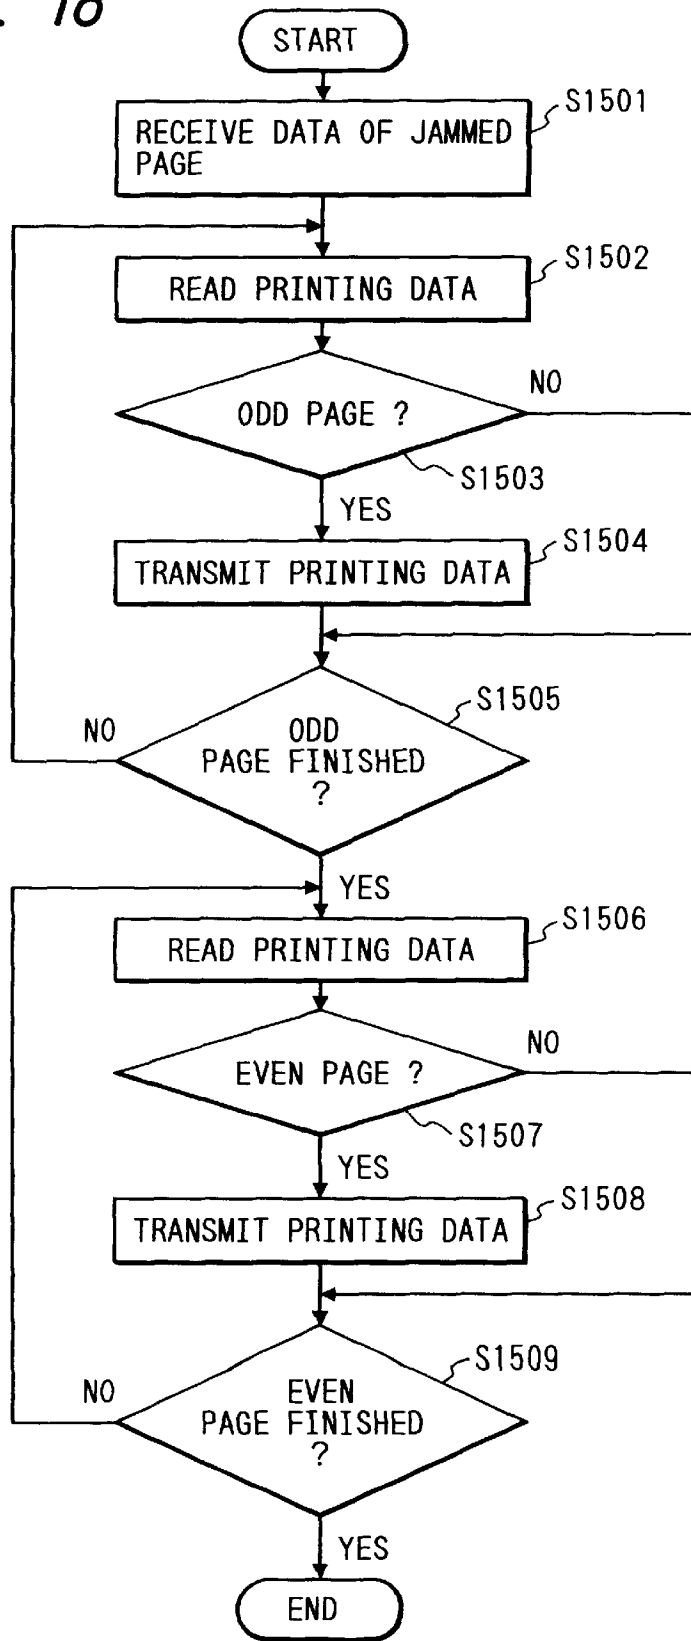 . 16
START
S1501
RECEIVE DATA OF JAMMED
PAGE
S1502
READ PRINTING DATA
NO
ODD PAGE ?
S1503
YES
S1504
TRANSMIT PRINTING DATA
S1505
NO
ODD
PAGE FINISHED
?
YES
S1506
READ PRINTING DATA
NO
EVEN PAGE ?
S1507
YES
S1508
TRANSMIT PRINTING DATA
S1509
NO
EVEN
PAGE FINISHED
?
YES
END